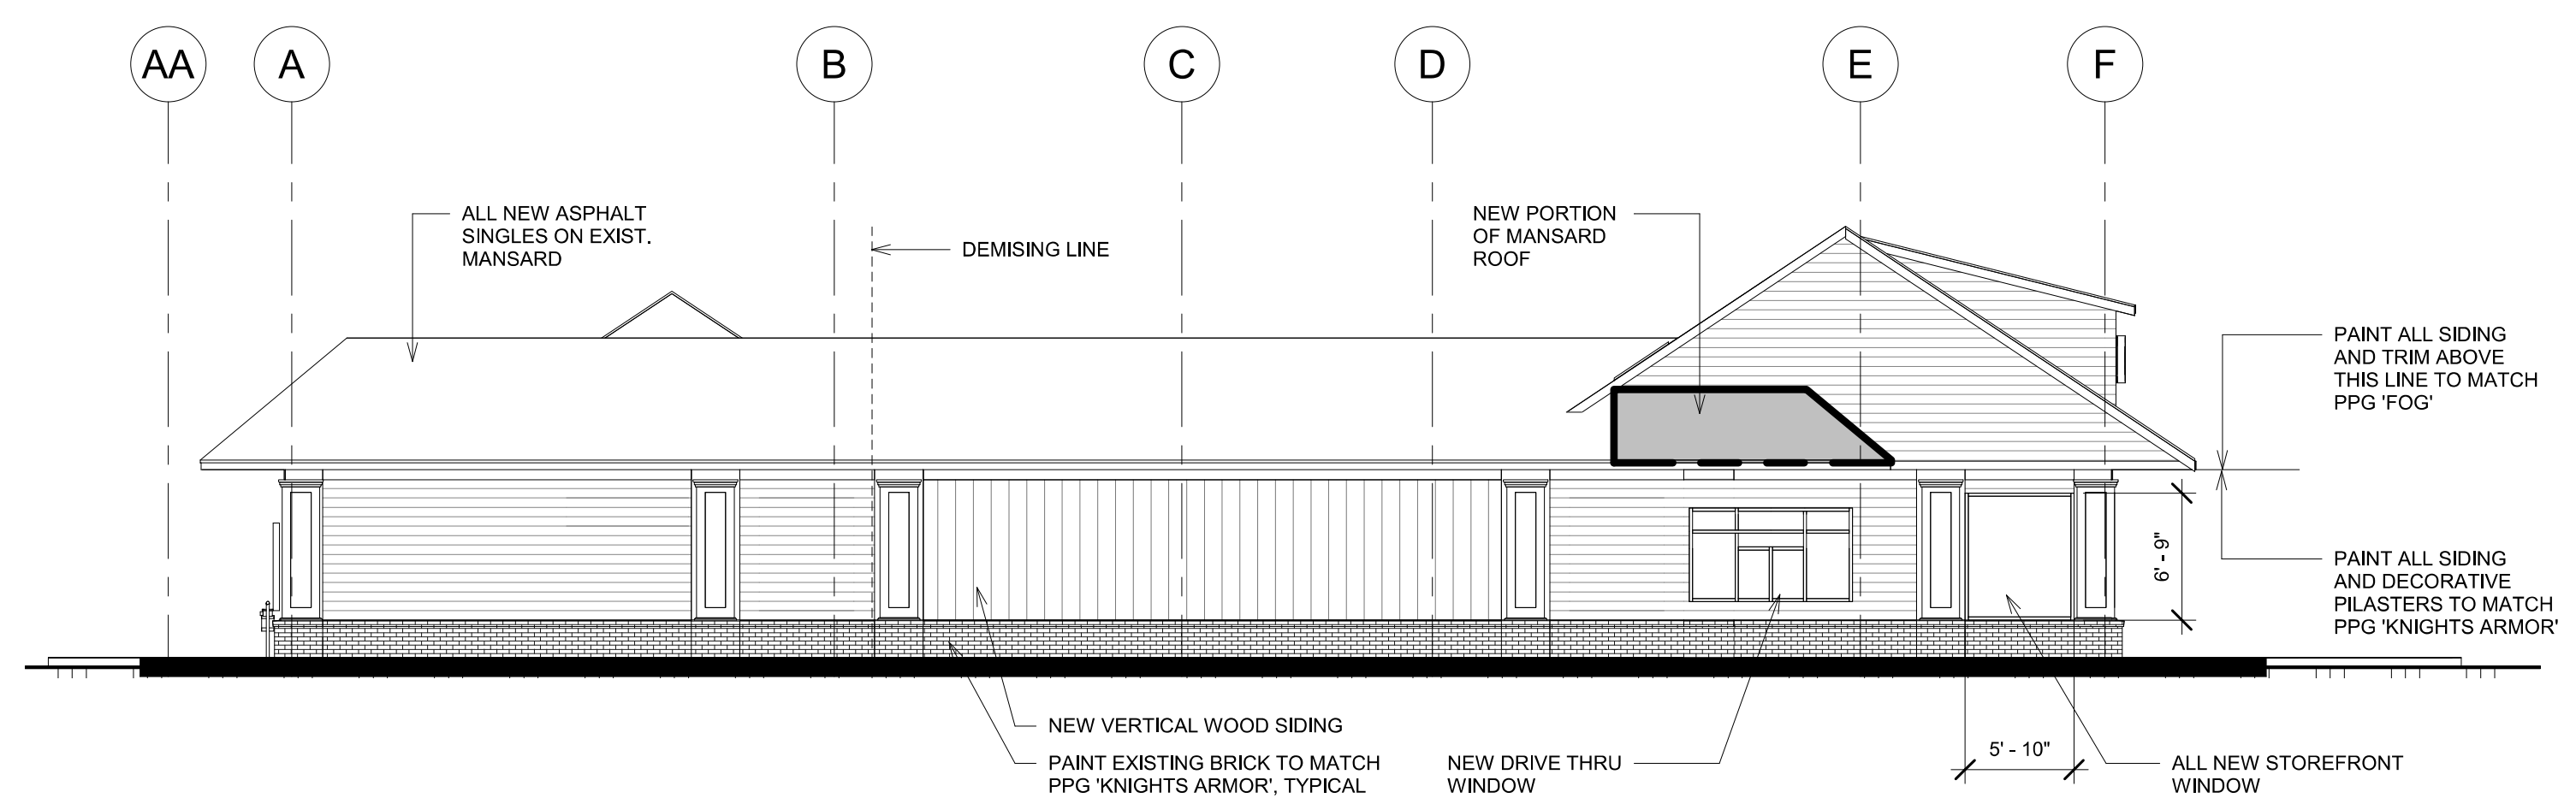 AA
A
B
C
D
E
F
ALL NEW ASPHALT
SINGLES ON EXIST.
MANSARD
DEMISING LINE
NEW PORTION
OF MANSARD
ROOF
PAINT ALL SIDING
AND TRIM ABOVE
THIS LINE TO MATCH
PPG 'FOG'
6' - 9"
PAINT ALL SIDING
AND DECORATIVE
PILASTERS TO MATCH
PPG 'KNIGHTS ARMOR'
NEW VERTICAL WOOD SIDING
PAINT EXISTING BRICK TO MATCH
PPG 'KNIGHTS ARMOR', TYPICAL
NEW DRIVE THRU
WINDOW
5' - 10"
ALL NEW STOREFRONT
WINDOW